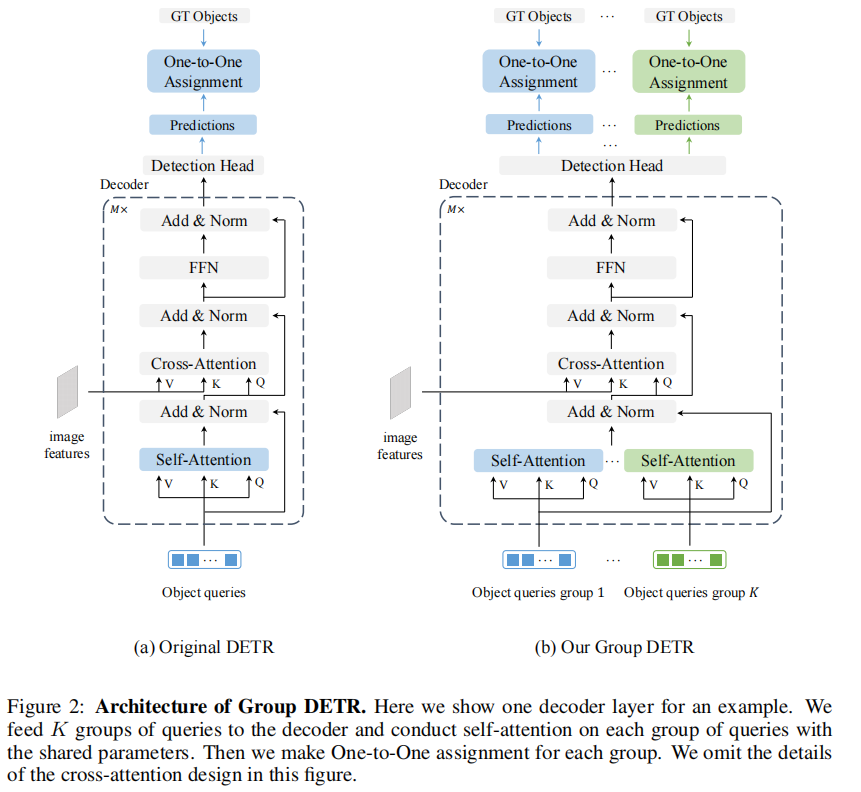 GT Objects
One-to-One
Assignment
Predictions
Detection Head
Decoder
M×
Add & Norm
FFN
Add & Norm
Cross-Attention
V K Q
Add & Norm
image
features
Self-Attention
V K Q
···
Object queries
(a) Original DETR
GT Objects ··· GT Objects
One-to-One
Assignment
···
One-to-One
Assignment
Predictions ··· Predictions
···
Detection Head
Decoder
M×
Add & Norm
FFN
Add & Norm
Cross-Attention
V K Q
Add & Norm
image
features
Self-Attention ··· Self-Attention
V K Q V K Q
··· ··· ···
Object queries group 1 Object queries group K
(b) Our Group DETR
Figure 2: Architecture of Group DETR. Here we show one decoder layer for an example. We
feed K groups of queries to the decoder and conduct self-attention on each group of queries with
the shared parameters. Then we make One-to-One assignment for each group. We omit the details
of the cross-attention design in this figure.